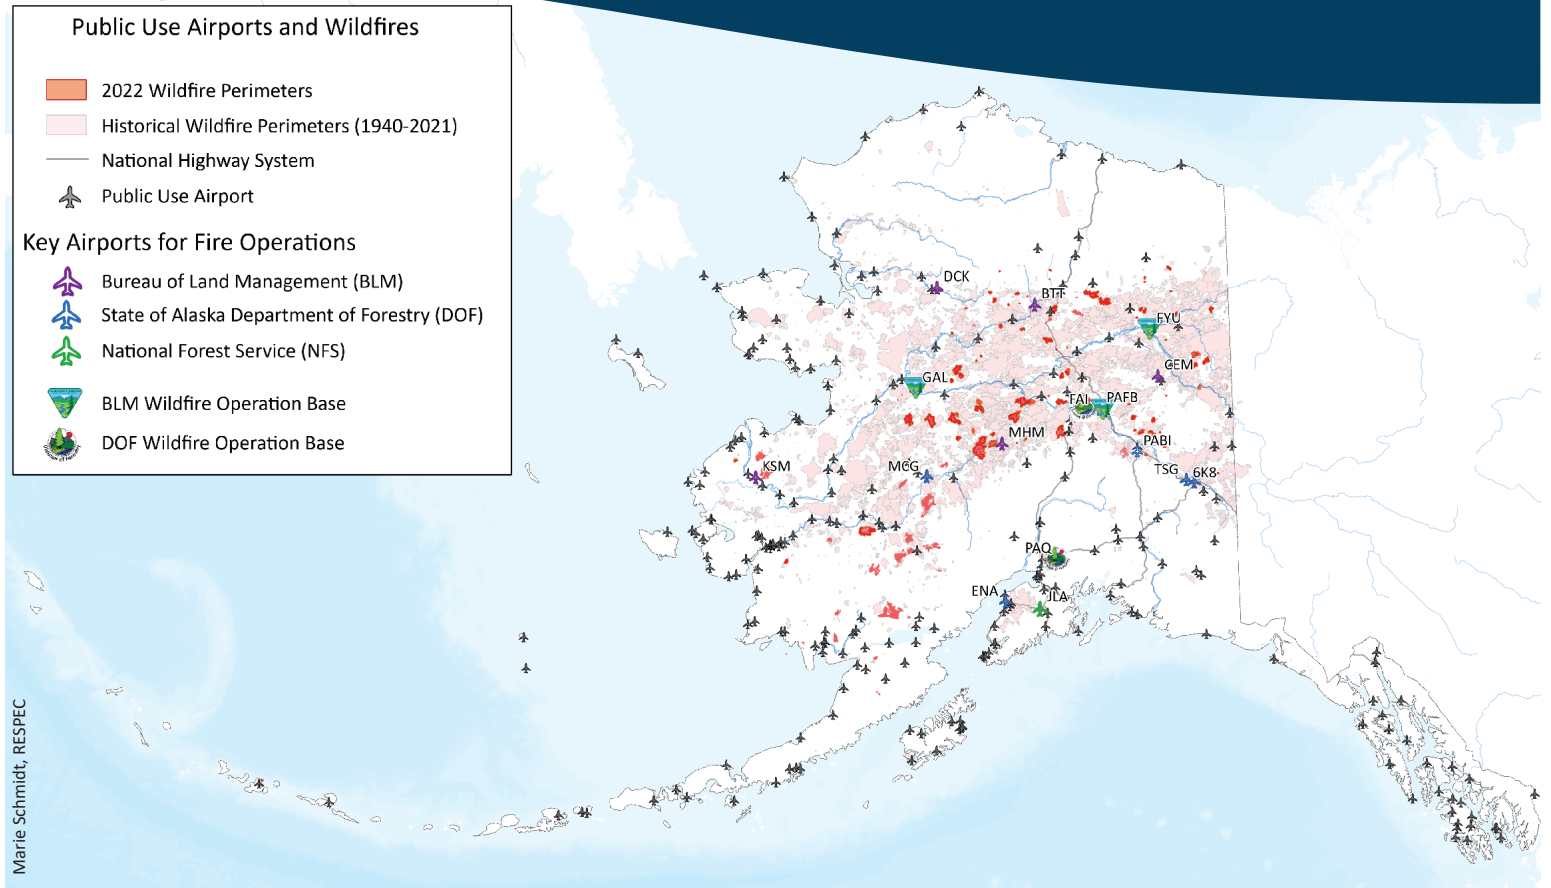 Public Use Airports and Wildfires
2022 Wildfire Perimeters
Historical Wildfire Perimeters (1940-2021)
National Highway System
Public Use Airport
Key Airports for Fire Operations
Bureau of Land Management (BLM)
State of Alaska Department of Forestry (DOF)
National Forest Service (NFS)
BLM Wildfire Operation Base
DOF Wildfire Operation Base
DCK
BTT
FYU
CEM
GAL
FAI
PAFB
MHM
PABI
KSM
MCG
TSG
6K8
PAQ
ENA
JLA
Marie Schmidt, RESPEC